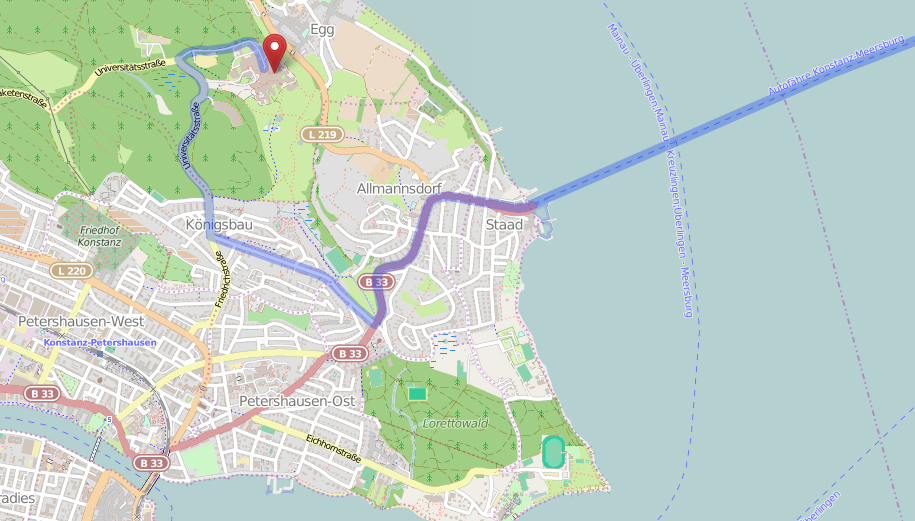 Egg
Autofähre Konstanz-Meersburg
Mainau - Überlingen;Mainau - Kreuzlingen;Überlingen - Meersburg
Universitätsstraße
aketenstraße
Universitätsstraße
L 219
Allmannsdorf
Königsbau
Staad
Friedhof
Konstanz
L 220
Friedrichstraße
B 33
Petershausen-West
Konstanz-Petershausen
B 33
B 33
Petershausen-Ost
Lorettowald
Eichhornstraße
B 33
radies
Überlingen